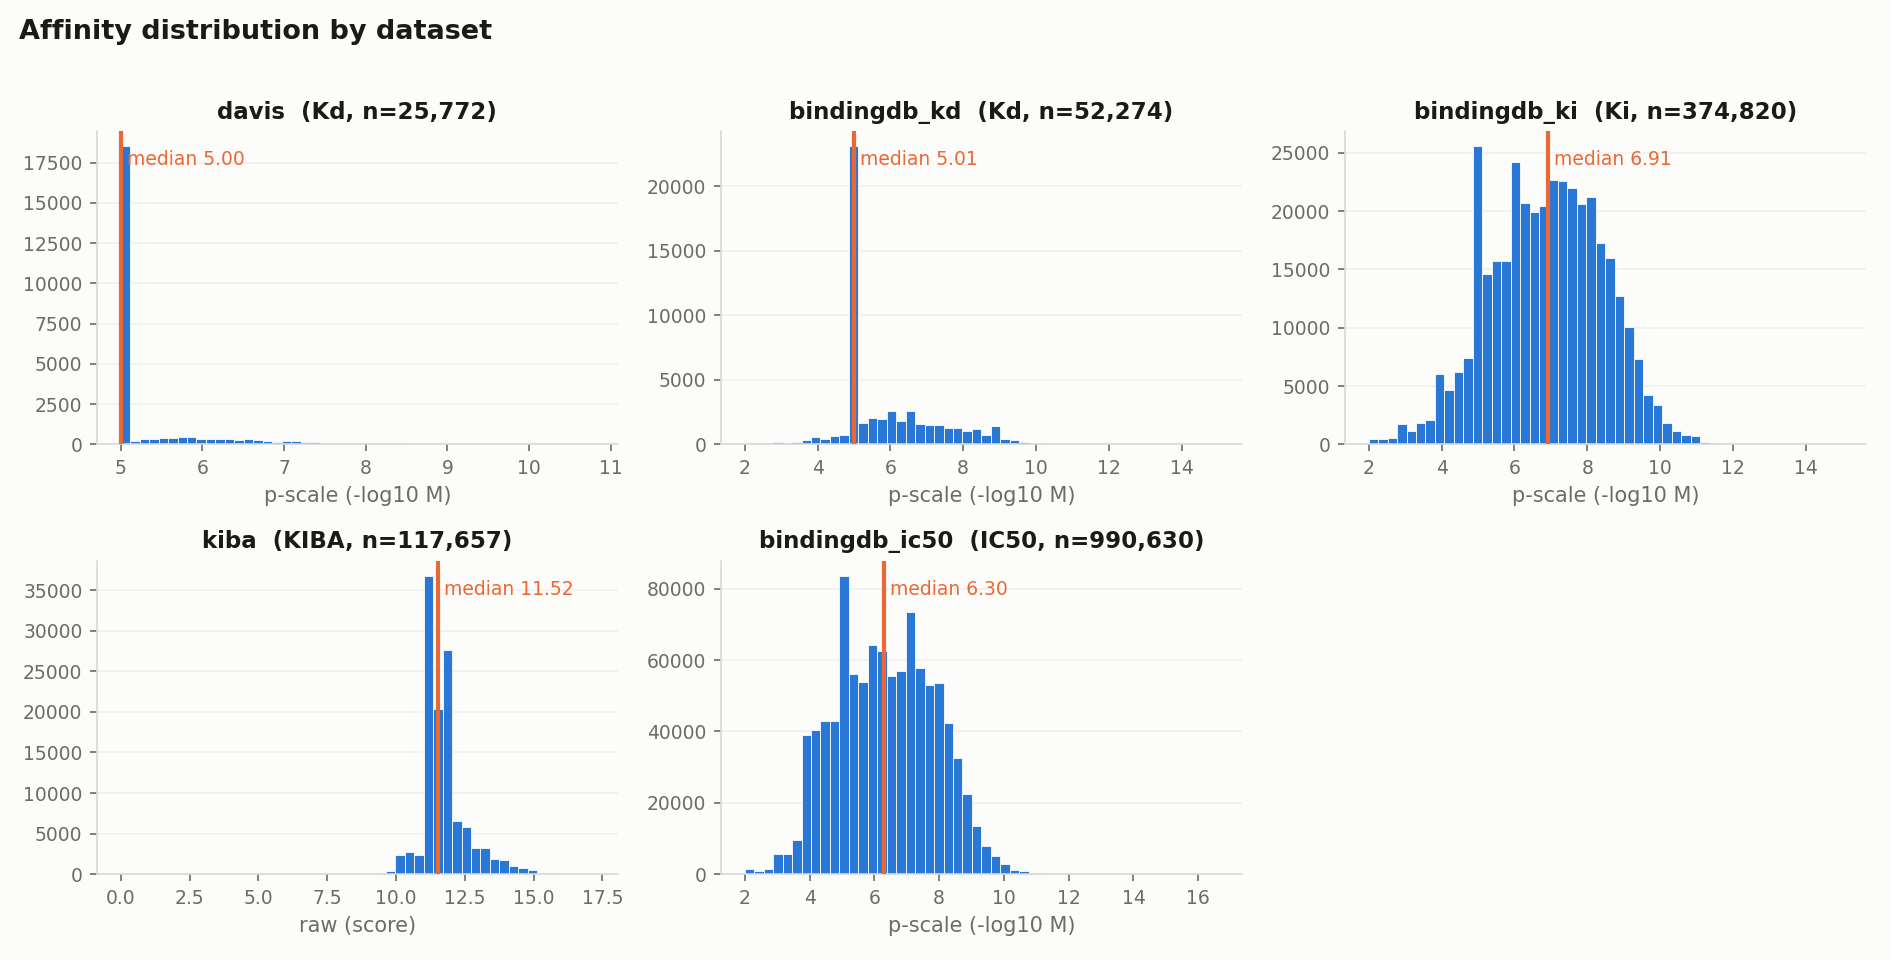 Affinity distribution by dataset
davis  (Kd, n=25,772)
median 5.00
17500
15000
12500
10000
7500
5000
2500
0
5 6 7 8 9 10 11
p-scale (-log10 M)
bindingdb_kd  (Kd, n=52,274)
median 5.01
20000
15000
10000
5000
0
2 4 6 8 10 12 14
p-scale (-log10 M)
bindingdb_ki  (Ki, n=374,820)
median 6.91
25000
20000
15000
10000
5000
0
2 4 6 8 10 12 14
p-scale (-log10 M)
kiba  (KIBA, n=117,657)
median 11.52
35000
30000
25000
20000
15000
10000
5000
0
0.0 2.5 5.0 7.5 10.0 12.5 15.0 17.5
raw (score)
bindingdb_ic50  (IC50, n=990,630)
median 6.30
80000
60000
40000
20000
0
2 4 6 8 10 12 14 16
p-scale (-log10 M)